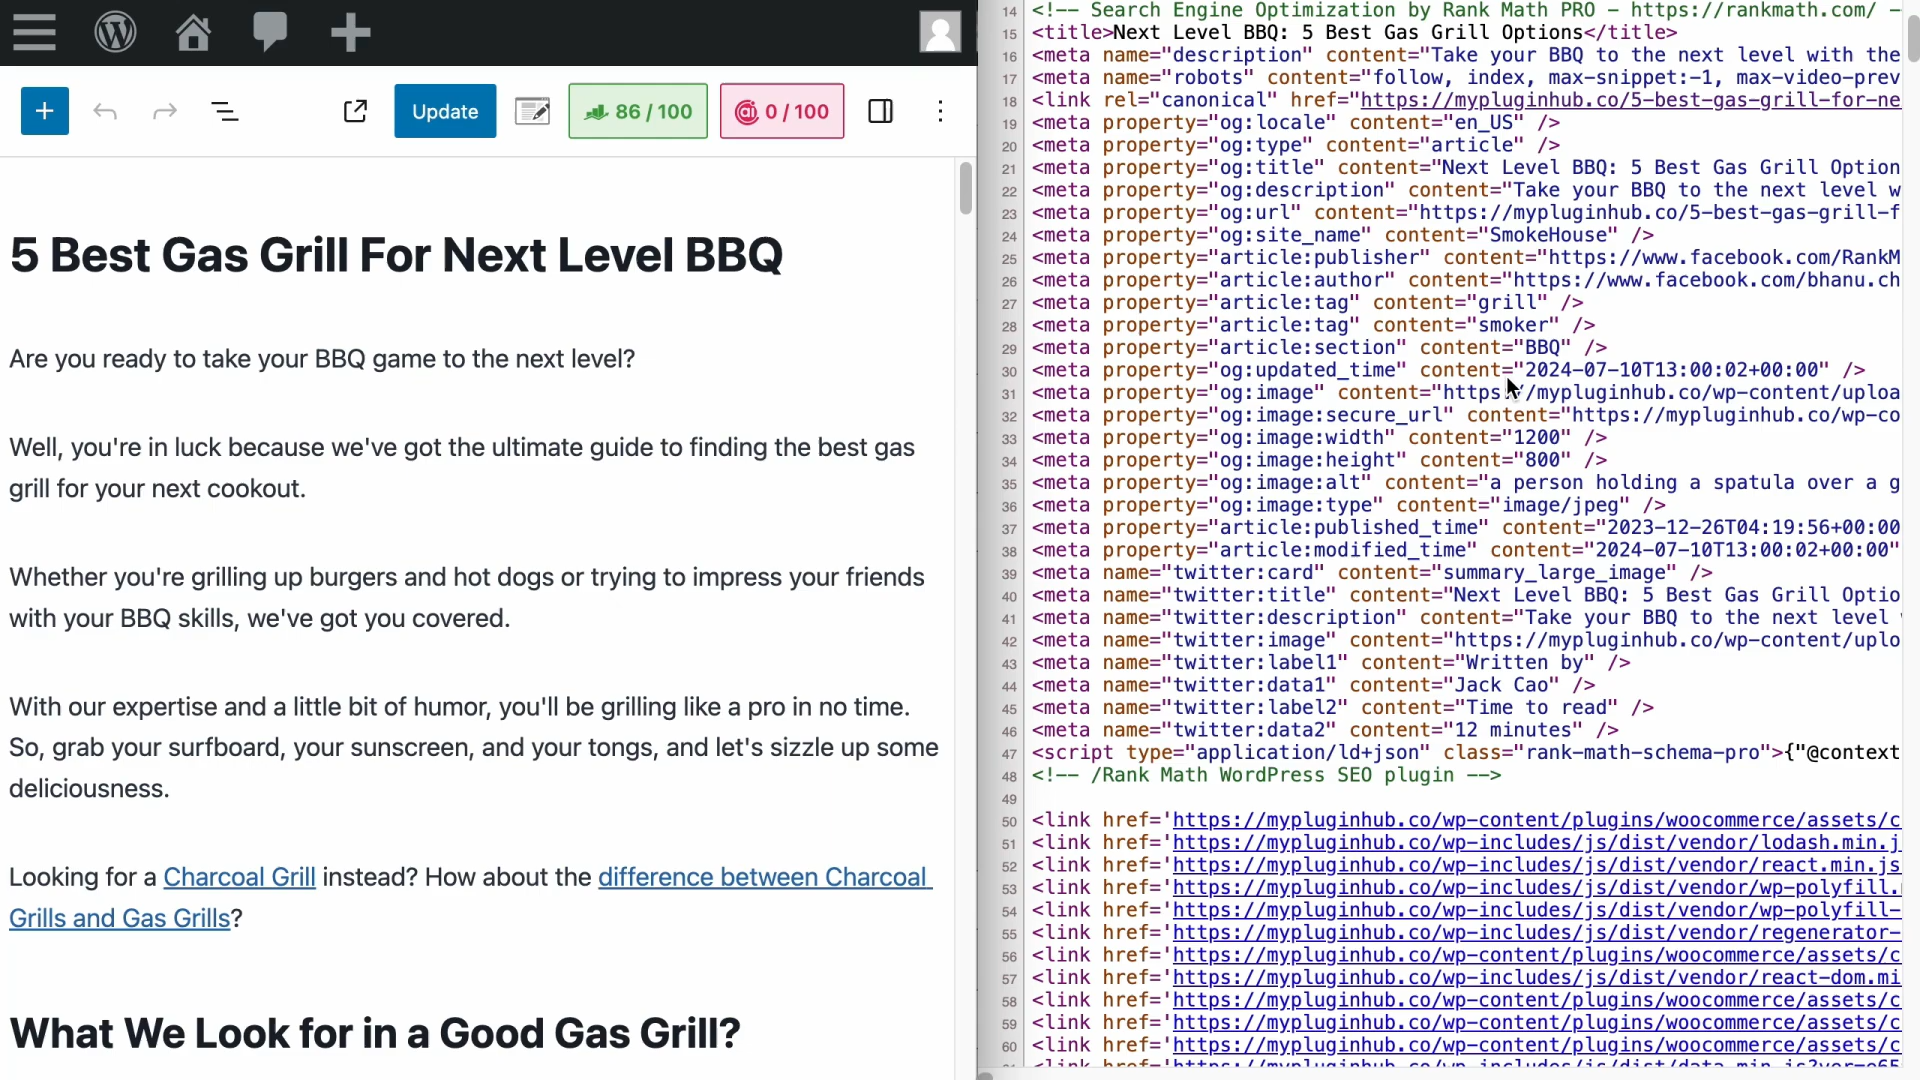 Update
86 / 100
0 / 100
5 Best Gas Grill For Next Level BBQ
Are you ready to take your BBQ game to the next level?
Well, you're in luck because we've got the ultimate guide to finding the best gas
grill for your next cookout.
Whether you're grilling up burgers and hot dogs or trying to impress your friends
with your BBQ skills, we've got you covered.
With our expertise and a little bit of humor, you'll be grilling like a pro in no time.
So, grab your surfboard, your sunscreen, and your tongs, and let's sizzle up some
deliciousness.
Looking for a Charcoal Grill instead? How about the difference between Charcoal
Grills and Gas Grills?
What We Look for in a Good Gas Grill?
14 <!-- Search Engine Optimization by Rank Math PRO - https://rankmath.com/ -
15 <title>Next Level BBQ: 5 Best Gas Grill Options</title>
16 <meta name="description" content="Take your BBQ to the next level with the
17 <meta name="robots" content="follow, index, max-snippet:-1, max-video-prev
18 <link rel="canonical" href="https://mypluginhub.co/5-best-gas-grill-for-ne
19 <meta property="og:locale" content="en_US" />
20 <meta property="og:type" content="article" />
21 <meta property="og:title" content="Next Level BBQ: 5 Best Gas Grill Option
22 <meta property="og:description" content="Take your BBQ to the next level w
23 <meta property="og:url" content="https://mypluginhub.co/5-best-gas-grill-f
24 <meta property="og:site_name" content="SmokeHouse" />
25 <meta property="article:publisher" content="https://www.facebook.com/RankM
26 <meta property="article:author" content="https://www.facebook.com/bhanu.ch
27 <meta property="article:tag" content="grill" />
28 <meta property="article:tag" content="smoker" />
29 <meta property="article:section" content="BBQ" />
30 <meta property="og:updated_time" content="2024-07-10T13:00:02+00:00" />
31 <meta property="og:image" content="https://mypluginhub.co/wp-content/uploa
32 <meta property="og:image:secure_url" content="https://mypluginhub.co/wp-co
33 <meta property="og:image:width" content="1200" />
34 <meta property="og:image:height" content="800" />
35 <meta property="og:image:alt" content="a person holding a spatula over a g
36 <meta property="og:image:type" content="image/jpeg" />
37 <meta property="article:published_time" content="2023-12-26T04:19:56+00:00
38 <meta property="article:modified_time" content="2024-07-10T13:00:02+00:00"
39 <meta name="twitter:card" content="summary_large_image" />
40 <meta name="twitter:title" content="Next Level BBQ: 5 Best Gas Grill Optio
41 <meta name="twitter:description" content="Take your BBQ to the next level
42 <meta name="twitter:image" content="https://mypluginhub.co/wp-content/uplo
43 <meta name="twitter:label1" content="Written by" />
44 <meta name="twitter:data1" content="Jack Cao" />
45 <meta name="twitter:label2" content="Time to read" />
46 <meta name="twitter:data2" content="12 minutes" />
47 <script type="application/ld+json" class="rank-math-schema-pro">{"@context
48 <!-- /Rank Math WordPress SEO plugin -->
49
50 <link href='https://mypluginhub.co/wp-content/plugins/woocommerce/assets/c
51 <link href='https://mypluginhub.co/wp-includes/js/dist/vendor/lodash.min.j
52 <link href='https://mypluginhub.co/wp-includes/js/dist/vendor/react.min.js
53 <link href='https://mypluginhub.co/wp-includes/js/dist/vendor/wp-polyfill.
54 <link href='https://mypluginhub.co/wp-includes/js/dist/vendor/wp-polyfill-
55 <link href='https://mypluginhub.co/wp-includes/js/dist/vendor/regenerator-
56 <link href='https://mypluginhub.co/wp-content/plugins/woocommerce/assets/c
57 <link href='https://mypluginhub.co/wp-includes/js/dist/vendor/react-dom.mi
58 <link href='https://mypluginhub.co/wp-content/plugins/woocommerce/assets/c
59 <link href='https://mypluginhub.co/wp-content/plugins/woocommerce/assets/c
60 <link href='https://mypluginhub.co/wp-content/plugins/woocommerce/assets/c